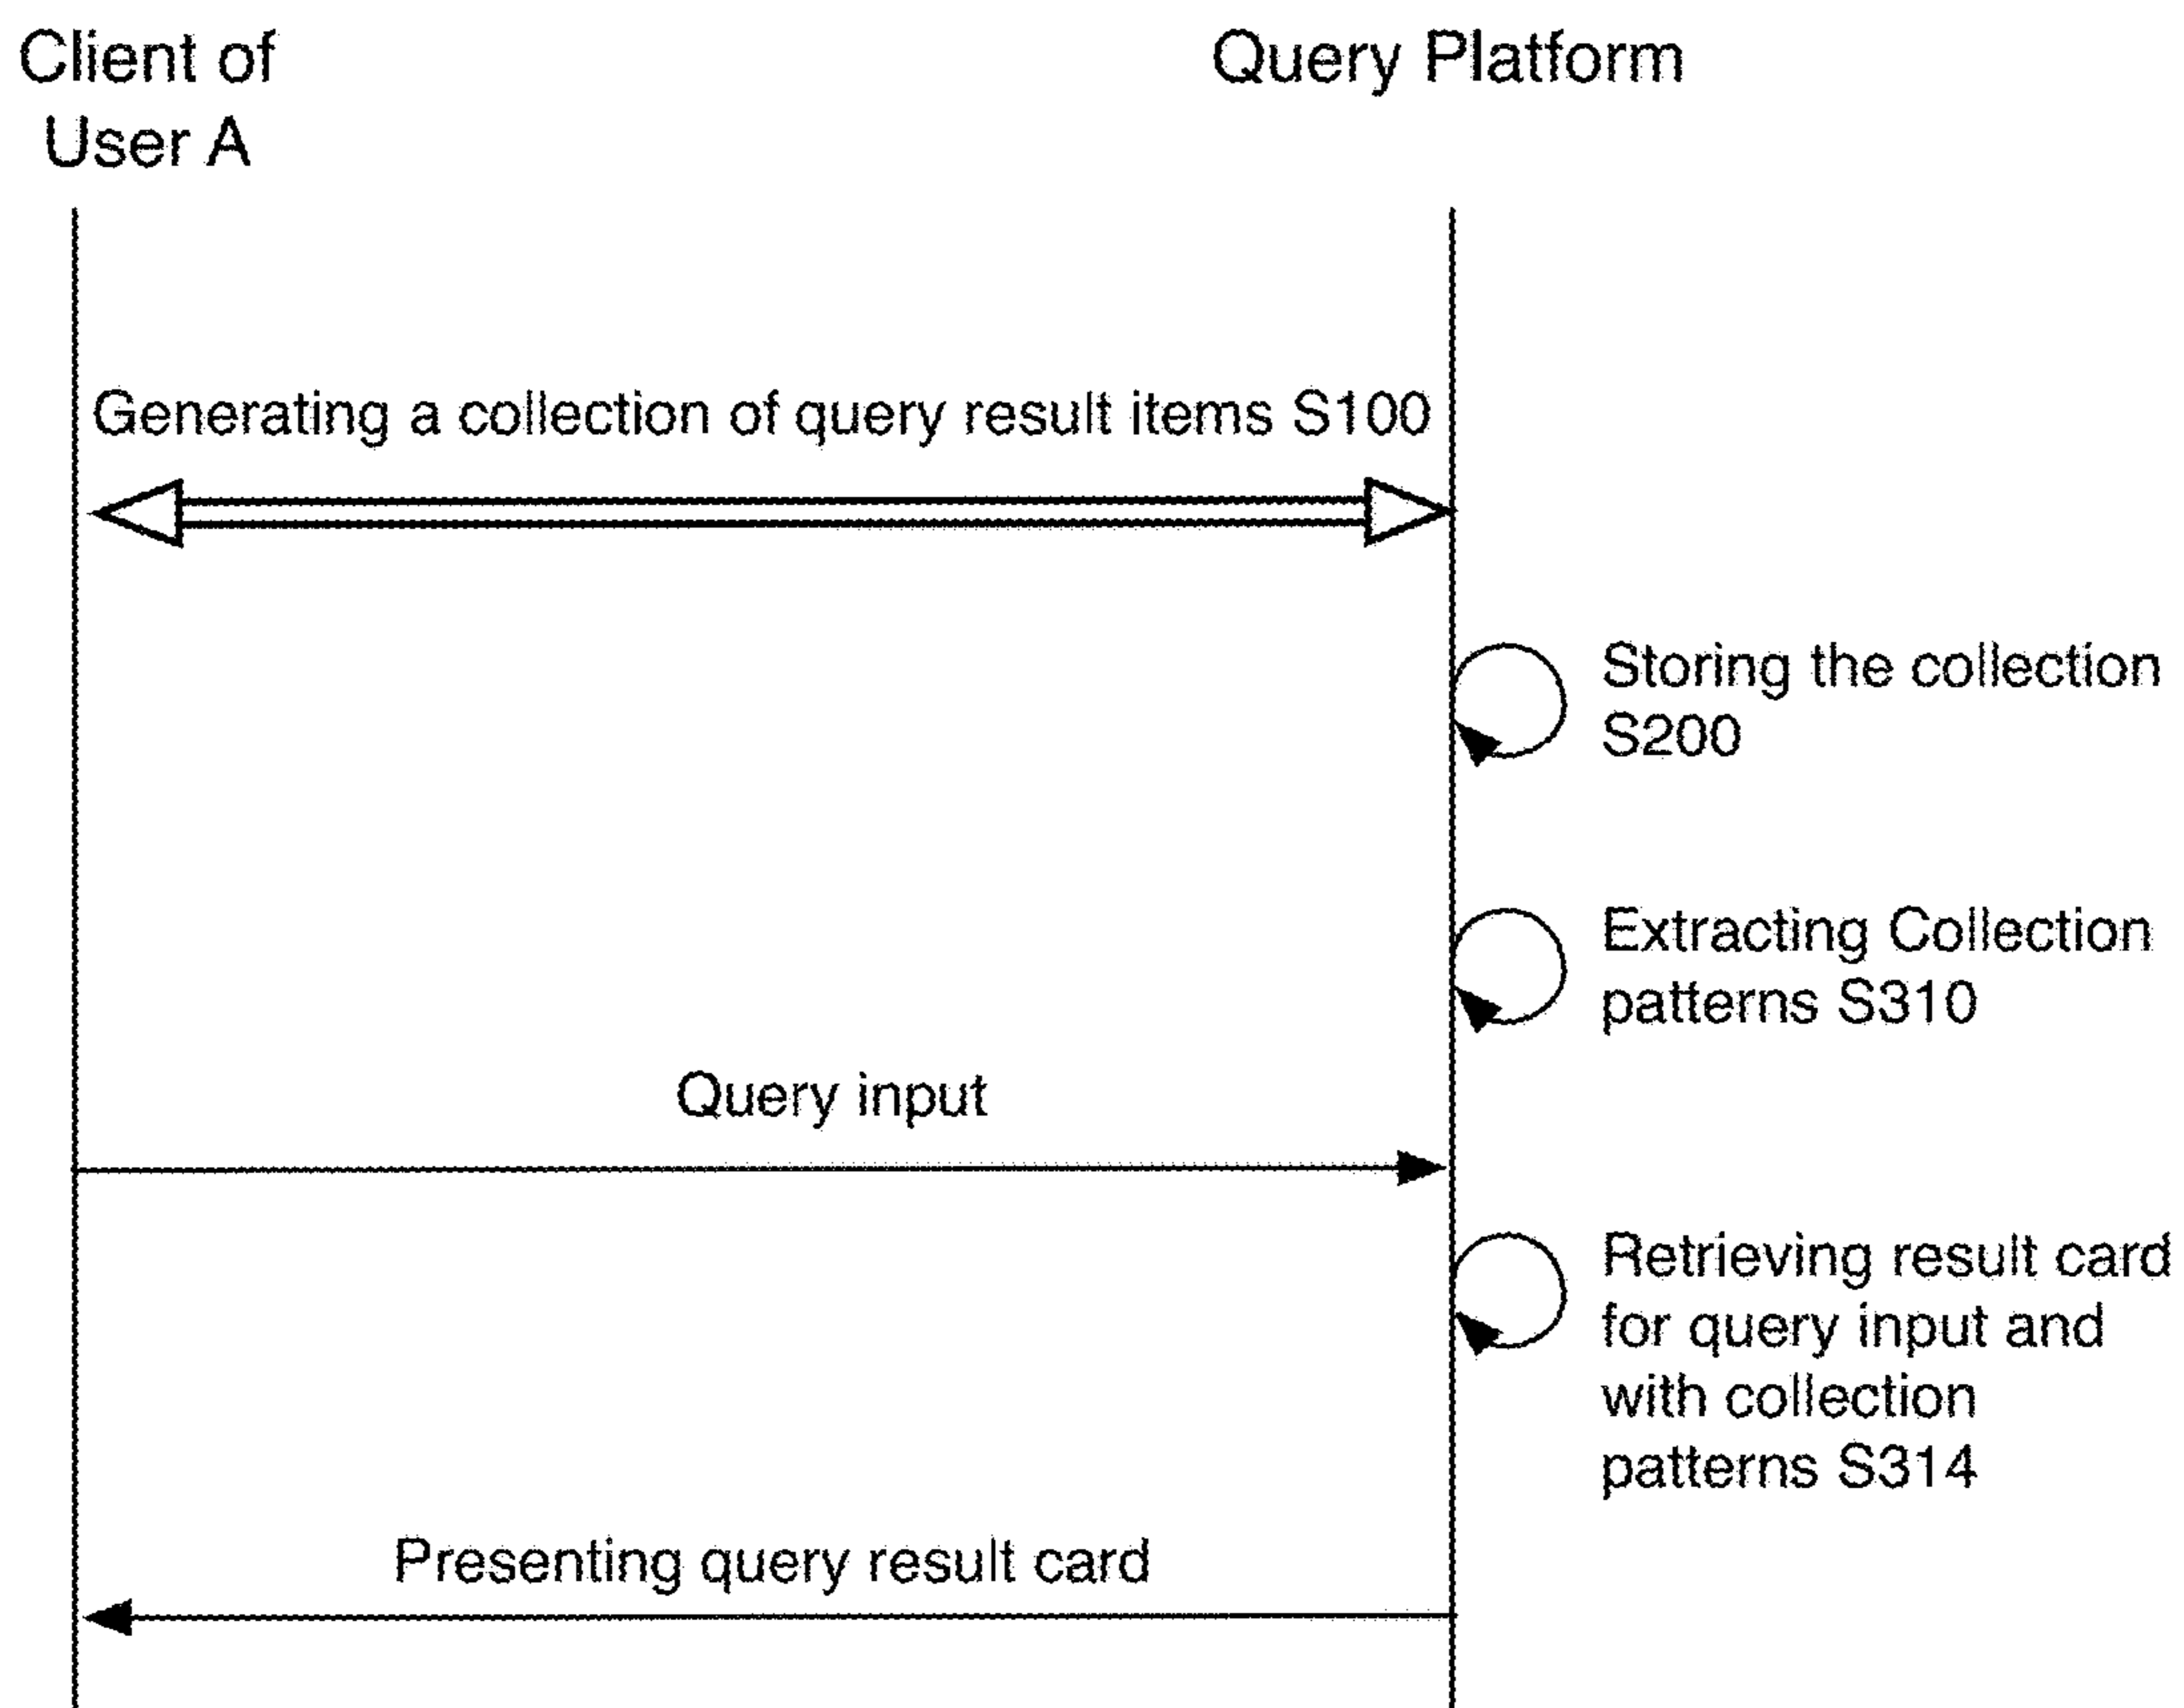 Client of
User A
Query Platform
Generating a collection of query result items S100
Storing the collection
S200
Extracting Collection
patterns S310
Query input
Retrieving result card
for query input and
with collection
patterns S314
Presenting query result card